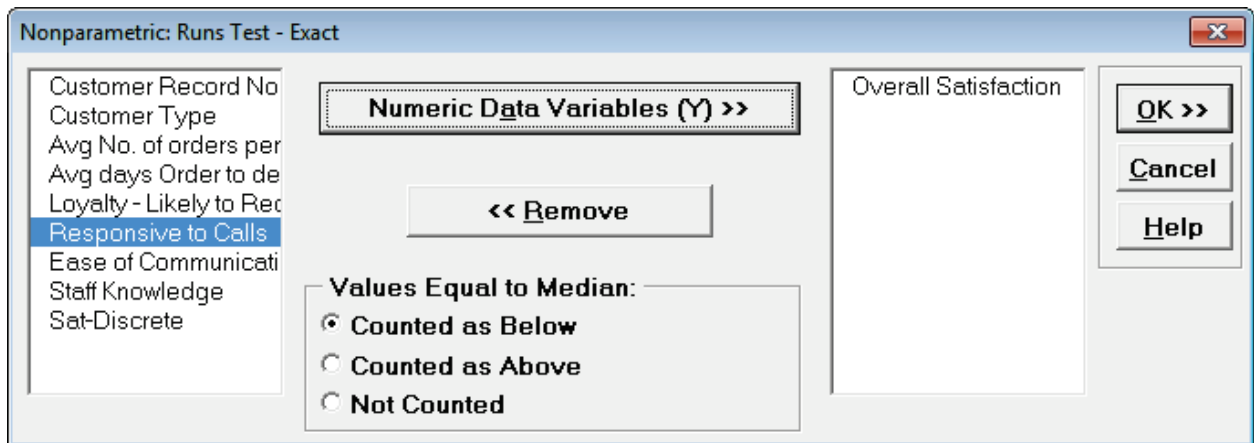 Nonparametric: Runs Test - Exact
Customer Record No
Customer Type
Avg No. of orders per
Avg days Order to de
Loyalty - Likely to Rec
Responsive to Calls
Ease of Communicati
Staff Knowledge
Sat-Discrete
Numeric Data Variables (Y) >>
<< Remove
Values Equal to Median:
Counted as Below
Counted as Above
Not Counted
Overall Satisfaction
OK >>
Cancel
Help